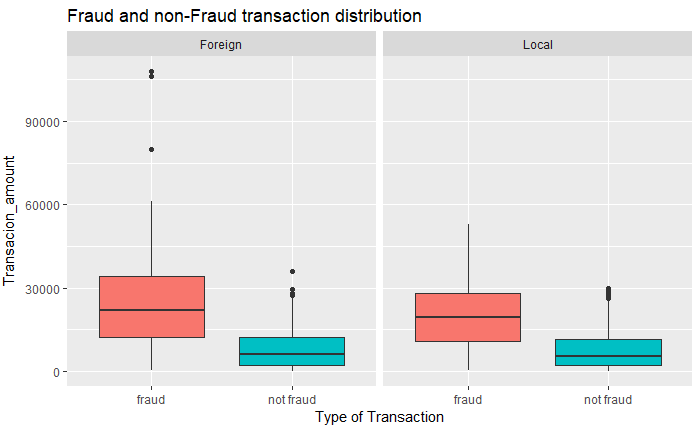 Fraud and non-Fraud transaction distribution
Foreign
Local
Transacion_amount
90000
60000
30000
0
fraud
not fraud
fraud
not fraud
Type of Transaction